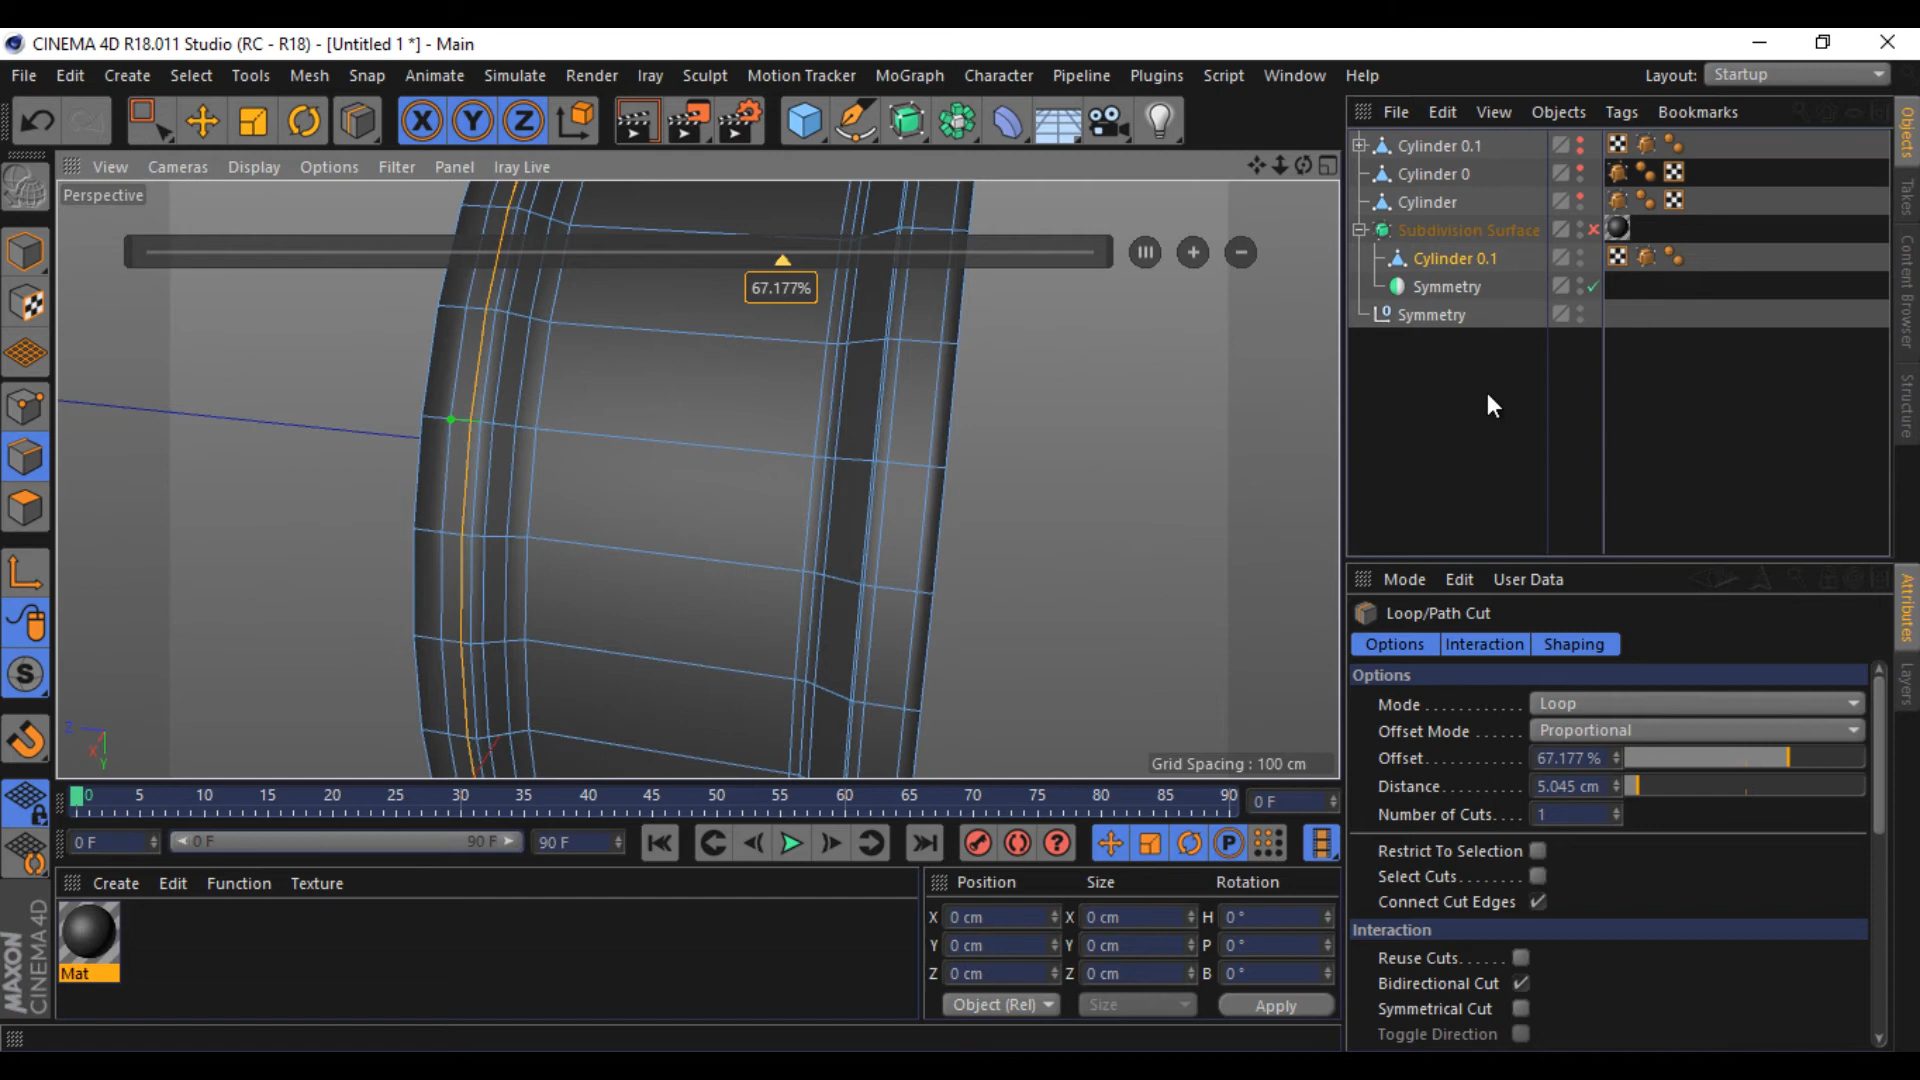 CINEMA 4D R18.011 Studio (RC - R18) - [Untitled 1 *] - Main
File Edit Create Select Tools Mesh Snap Animate Simulate Render Iray Sculpt Motion Tracker MoGraph Character Pipeline Plugins Script Window Help Layout: Startup
File Edit View Objects Tags Bookmarks
View Cameras Display Options Filter Panel Iray Live
Perspective
67.177%
Grid Spacing : 100 cm
Z X Y
Cylinder 0.1
Cylinder 0
Cylinder
Subdivision Surface
Cylinder 0.1
Symmetry
Symmetry
Objects
Takes
Content Browser
Structure
Mode Edit User Data
Loop/Path Cut
Options Interaction Shaping
Options
Mode Loop
Offset Mode Proportional
Offset 67.177 %
Distance 5.045 cm
Number of Cuts 1
Restrict To Selection
Select Cuts
Connect Cut Edges
Interaction
Reuse Cuts
Bidirectional Cut
Symmetrical Cut
Toggle Direction
Attributes
Layers
0 5 10 15 20 25 30 35 40 45 50 55 60 65 70 75 80 85 90 0 F
0 F 0 F 90 F 90 F
Create Edit Function Texture
Mat
Position Size Rotation
X 0 cm X 0 cm H 0 °
Y 0 cm Y 0 cm P 0 °
Z 0 cm Z 0 cm B 0 °
Object (Rel) Size Apply
MAXON
CINEMA 4D